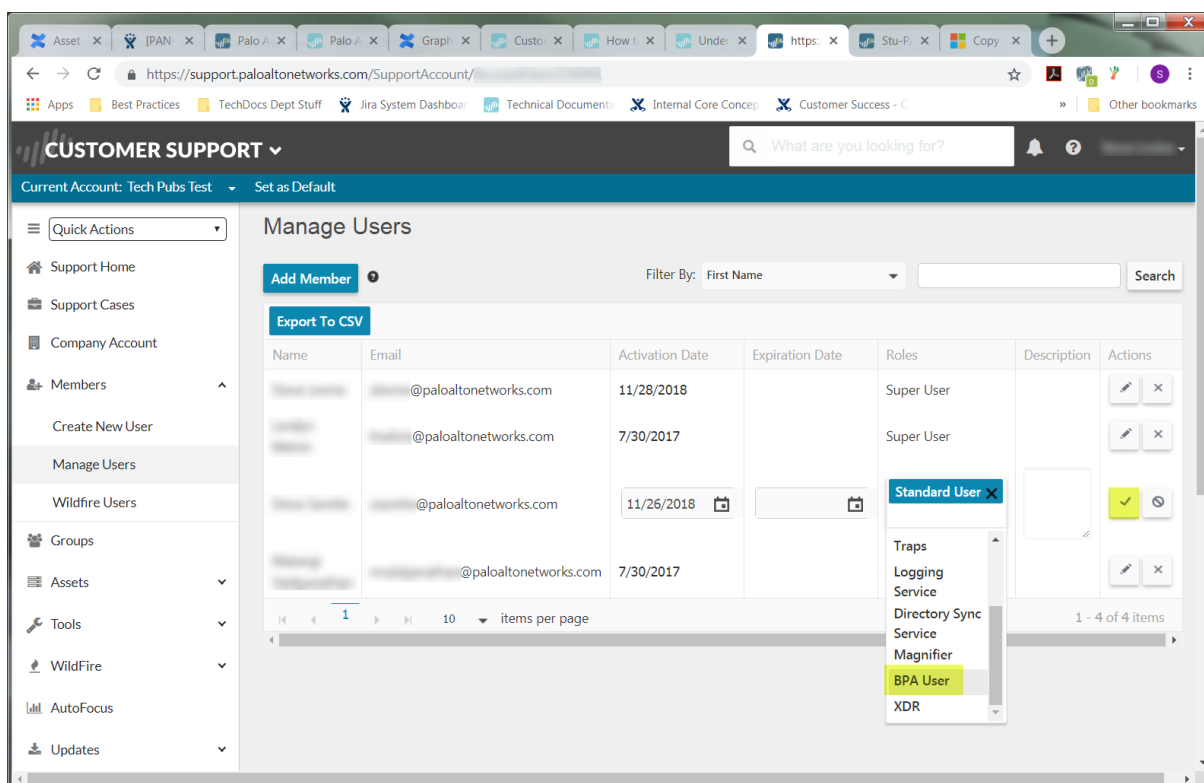 Asset
[PAN-
Palo A
Palo A
Graph
Custo
How t
Under
https:
Stu-P
Copy
https://support.paloaltonetworks.com/SupportAccount/
S
Apps
Best Practices
TechDocs Dept Stuff
Jira System Dashboar
Technical Documenta
Internal Core Concep
Customer Success - C
»
Other bookmarks
CUSTOMER SUPPORT
What are you looking for?
Current Account: Tech Pubs Test
Set as Default
Quick Actions
Support Home
Support Cases
Company Account
Members
Create New User
Manage Users
Wildfire Users
Groups
Assets
Tools
WildFire
AutoFocus
Updates
Manage Users
Add Member
Filter By: First Name
Search
Export To CSV
Name Email Activation Date Expiration Date Roles Description Actions
@paloaltonetworks.com 11/28/2018 Super User
@paloaltonetworks.com 7/30/2017 Super User
@paloaltonetworks.com 11/26/2018 Standard User
@paloaltonetworks.com 7/30/2017
Traps
Logging
Service
Directory Sync
Service
Magnifier
BPA User
XDR
1 10 items per page 1 - 4 of 4 items